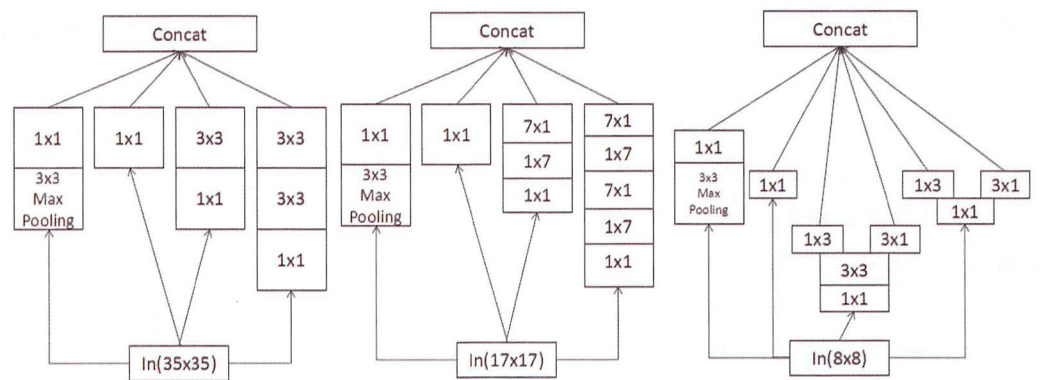 Concat
1x1
3x3
Max
Pooling
1x1
3x3
1x1
3x3
3x3
1x1
In(35x35)
Concat
1x1
3x3
Max
Pooling
1x1
7x1
1x7
1x1
7x1
1x7
7x1
1x7
1x1
In(17x17)
Concat
1x1
3x3
Max
Pooling
1x1
1x3
3x1
3x3
1x1
1x3
3x1
1x1
In(8x8)